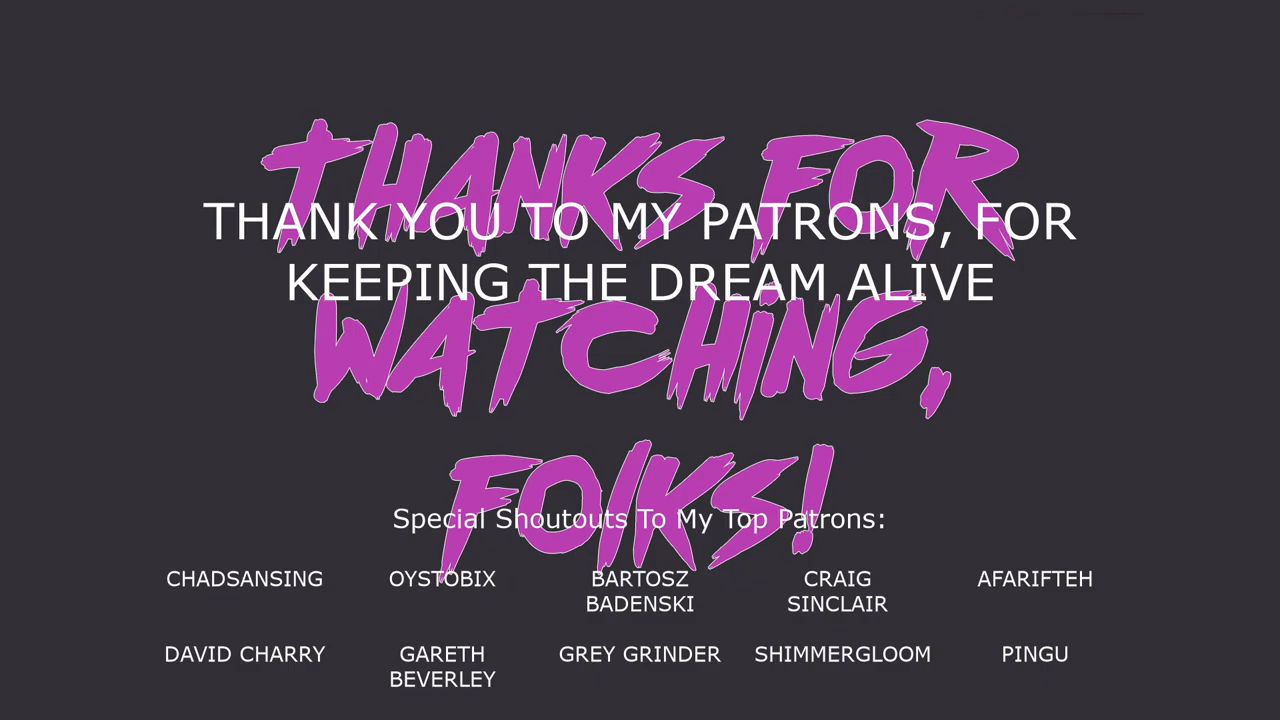 THANKS FOR
THANK YOU TO MY PATRONS, FOR
KEEPING THE DREAM ALIVE
WATCHiNG,
FOlKS!
Special Shoutouts To My Top Patrons:
CHADSANSING
OYSTOBIX
BARTOSZ
BADENSKI
CRAIG
SINCLAIR
AFARIFTEH
DAVID CHARRY
GARETH
BEVERLEY
GREY GRINDER
SHIMMERGLOOM
PINGU